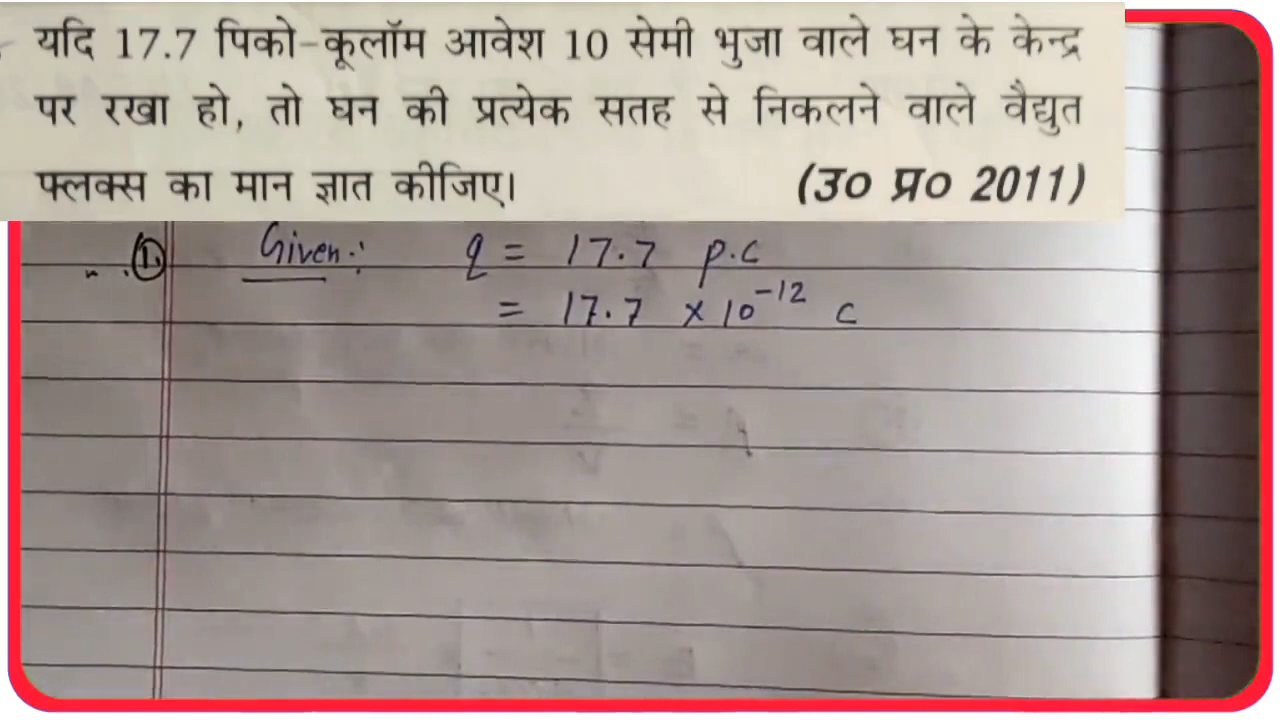 यदि 17.7 पिको-कूलॉम आवेश 10 सेमी भुजा वाले घन के केन्द्र
पर रखा हो, तो घन की प्रत्येक सतह से निकलने वाले वैद्युत
फ्लक्स का मान ज्ञात कीजिए। (उ० प्र० 2011)
①. Given:- q = 17.7 p.c
= 17.7 × 10⁻¹² c